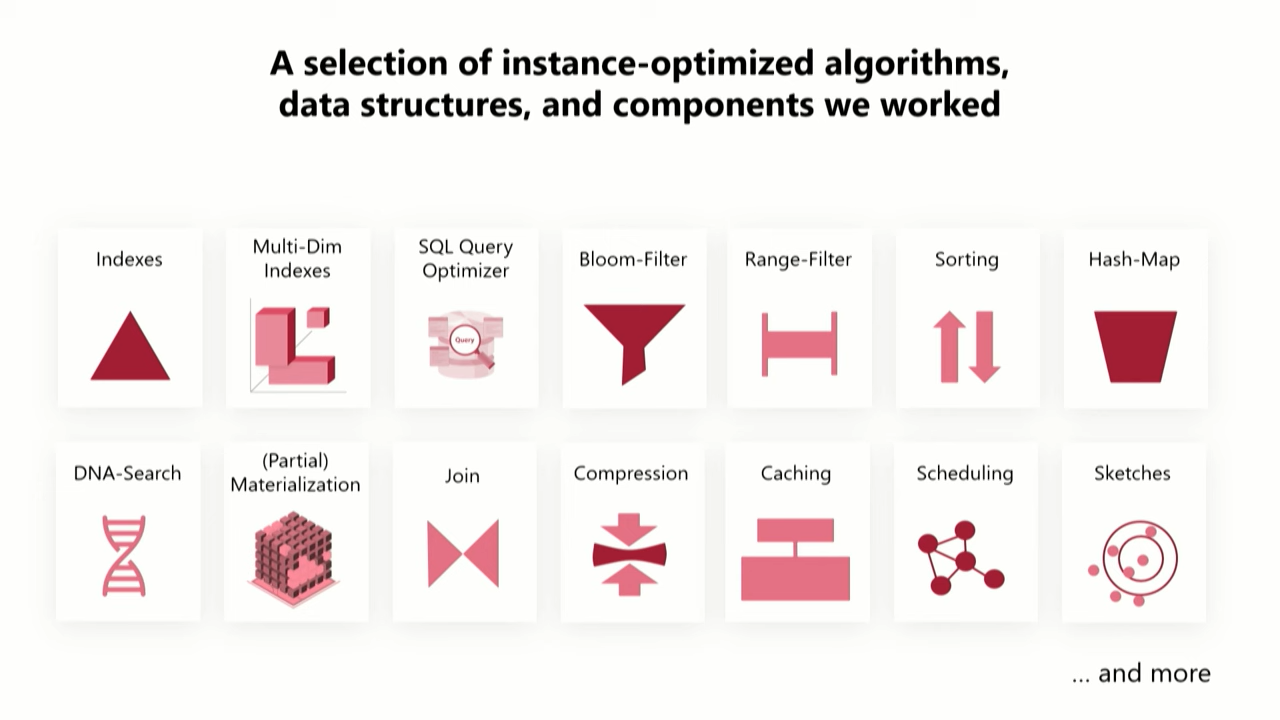 A selection of instance-optimized algorithms,
data structures, and components we worked
Indexes
Multi-Dim
Indexes
SQL Query
Optimizer
Query
Bloom-Filter
Range-Filter
Sorting
Hash-Map
DNA-Search
(Partial)
Materialization
Join
Compression
Caching
Scheduling
Sketches
... and more